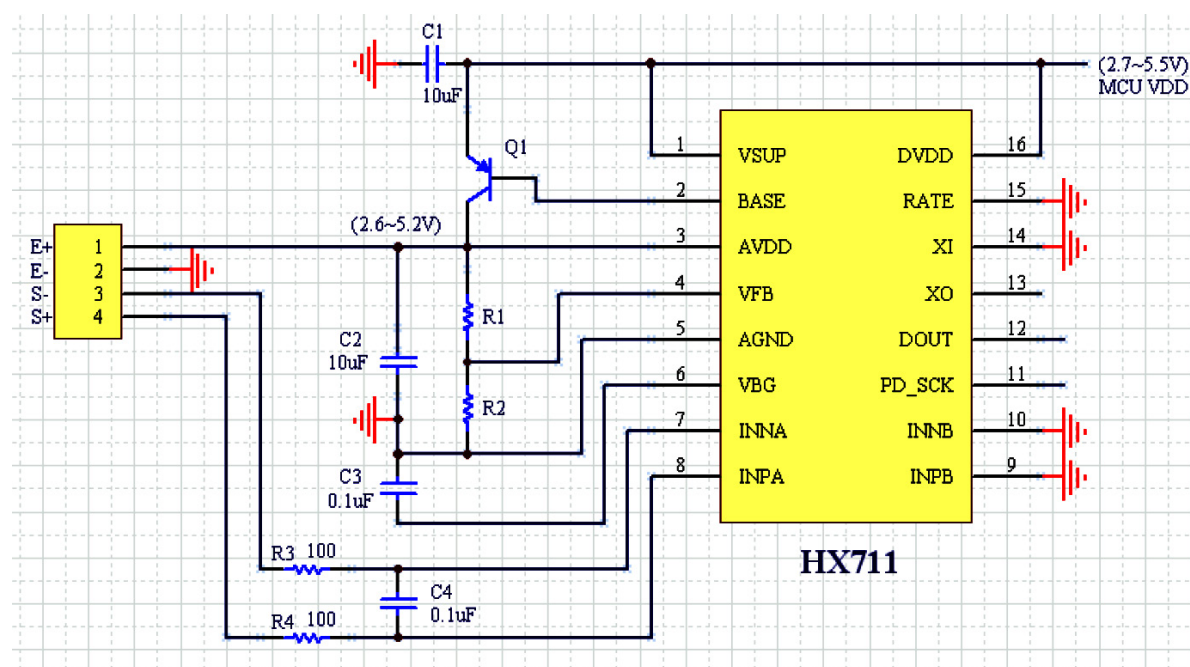 C1
10uF
(2.7~5.5V)
MCU VDD
Q1
1 VSUP DVDD 16
2 BASE RATE 15
(2.6~5.2V)
E+ 1
3 AVDD XI 14
E- 2
S- 3
4 VFB XO 13
S+ 4
R1
5 AGND DOUT 12
C2
10uF
6 VBG PD_SCK 11
R2
7 INNA INNB 10
8 INPA INPB 9
C3
0.1uF
HX711
R3 100
C4
0.1uF
R4 100